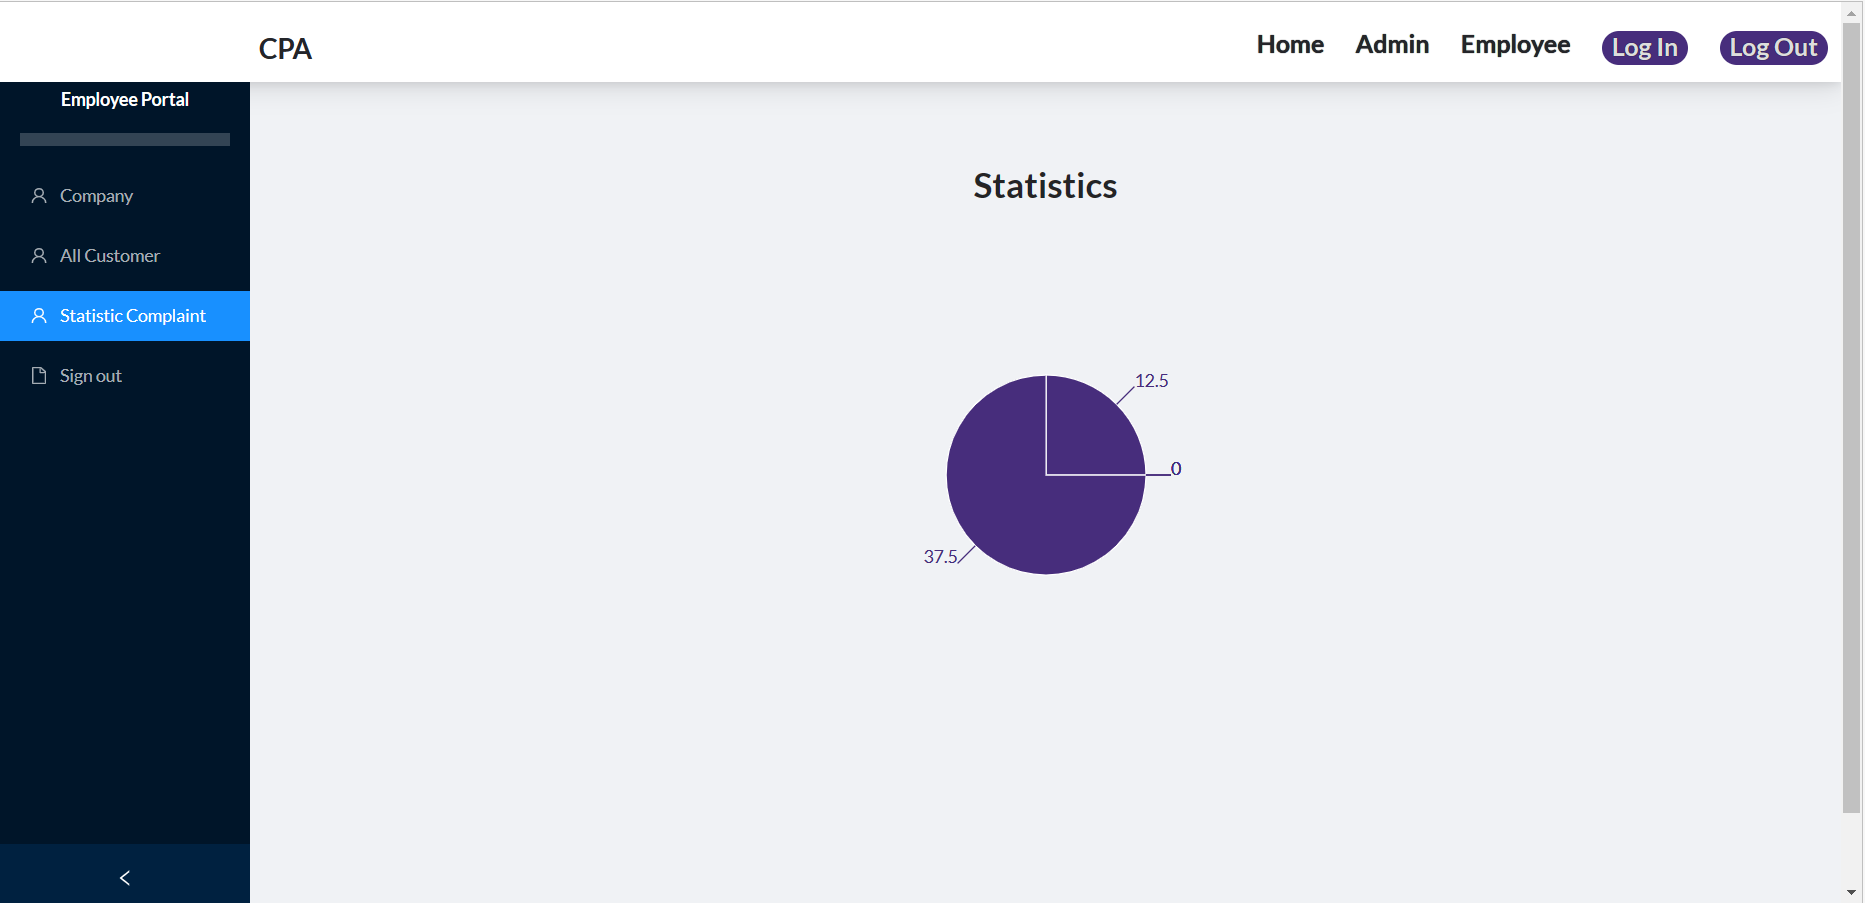 CPA
Home Admin Employee Log In Log Out
Employee Portal
Company
All Customer
Statistic Complaint
Sign out
Statistics
12.5
0
37.5